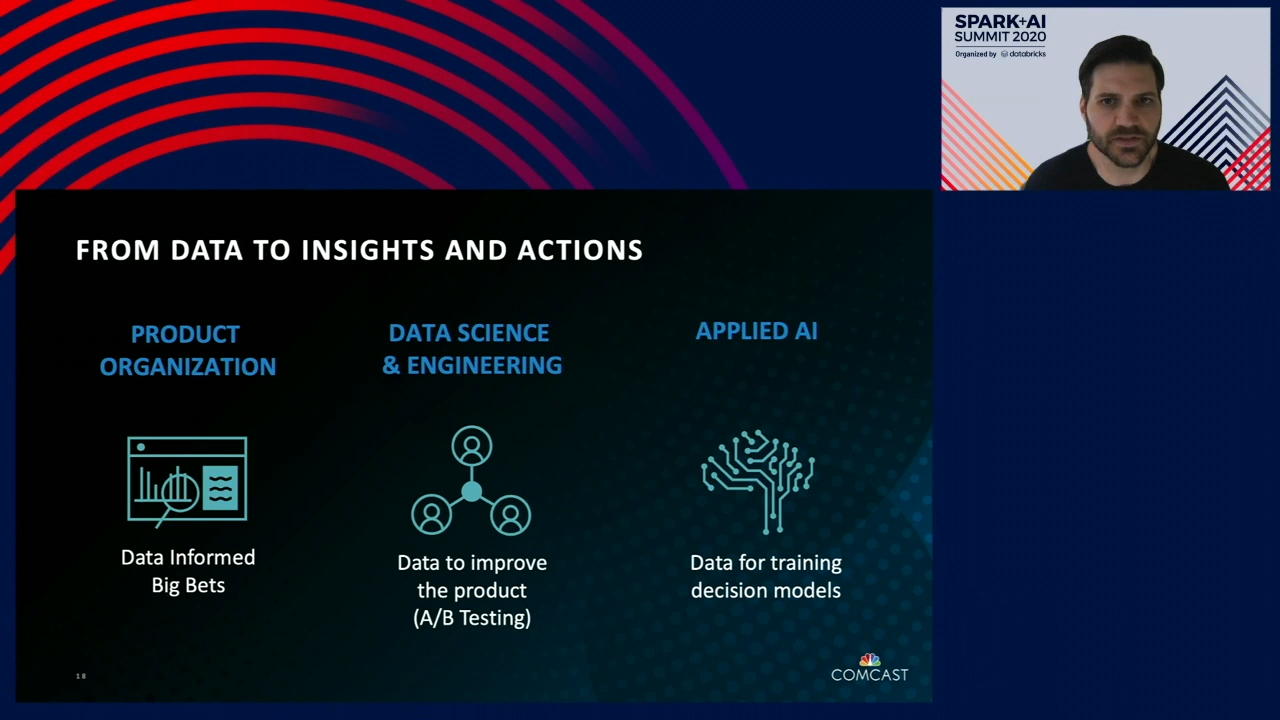 SPARK+AI
SUMMIT 2020
Organized by databricks
FROM DATA TO INSIGHTS AND ACTIONS
PRODUCT
ORGANIZATION
Data Informed
Big Bets
DATA SCIENCE
& ENGINEERING
Data to improve
the product
(A/B Testing)
APPLIED AI
Data for training
decision models
18
COMCAST